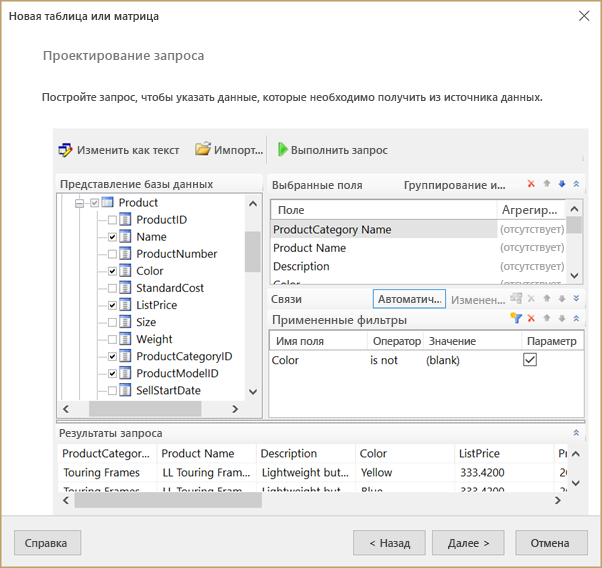 Новая таблица или матрица
Проектирование запроса
Постройте запрос, чтобы указать данные, которые необходимо получить из источника данных.
Изменить как текст Импорт... Выполнить запрос
Представление базы данных
Product
ProductID
Name
ProductNumber
Color
StandardCost
ListPrice
Size
Weight
ProductCategoryID
ProductModelID
SellStartDate
Выбранные поля Группирование и...
Поле Агрегир...
ProductCategory Name (отсутствует)
Product Name (отсутствует)
Description (отсутствует)
Color (отсутствует)
Связи Автоматич... Изменен...
Примененные фильтры
Имя поля Оператор Значение Параметр
Color is not (blank)
Результаты запроса
ProductCategor... Product Name Description Color ListPrice
Touring Frames LL Touring Fram... Lightweight but... Yellow 333.4200
Touring Frames LL Touring Fram... Lightweight but... Blue 333.4200
Справка < Назад Далее > Отмена